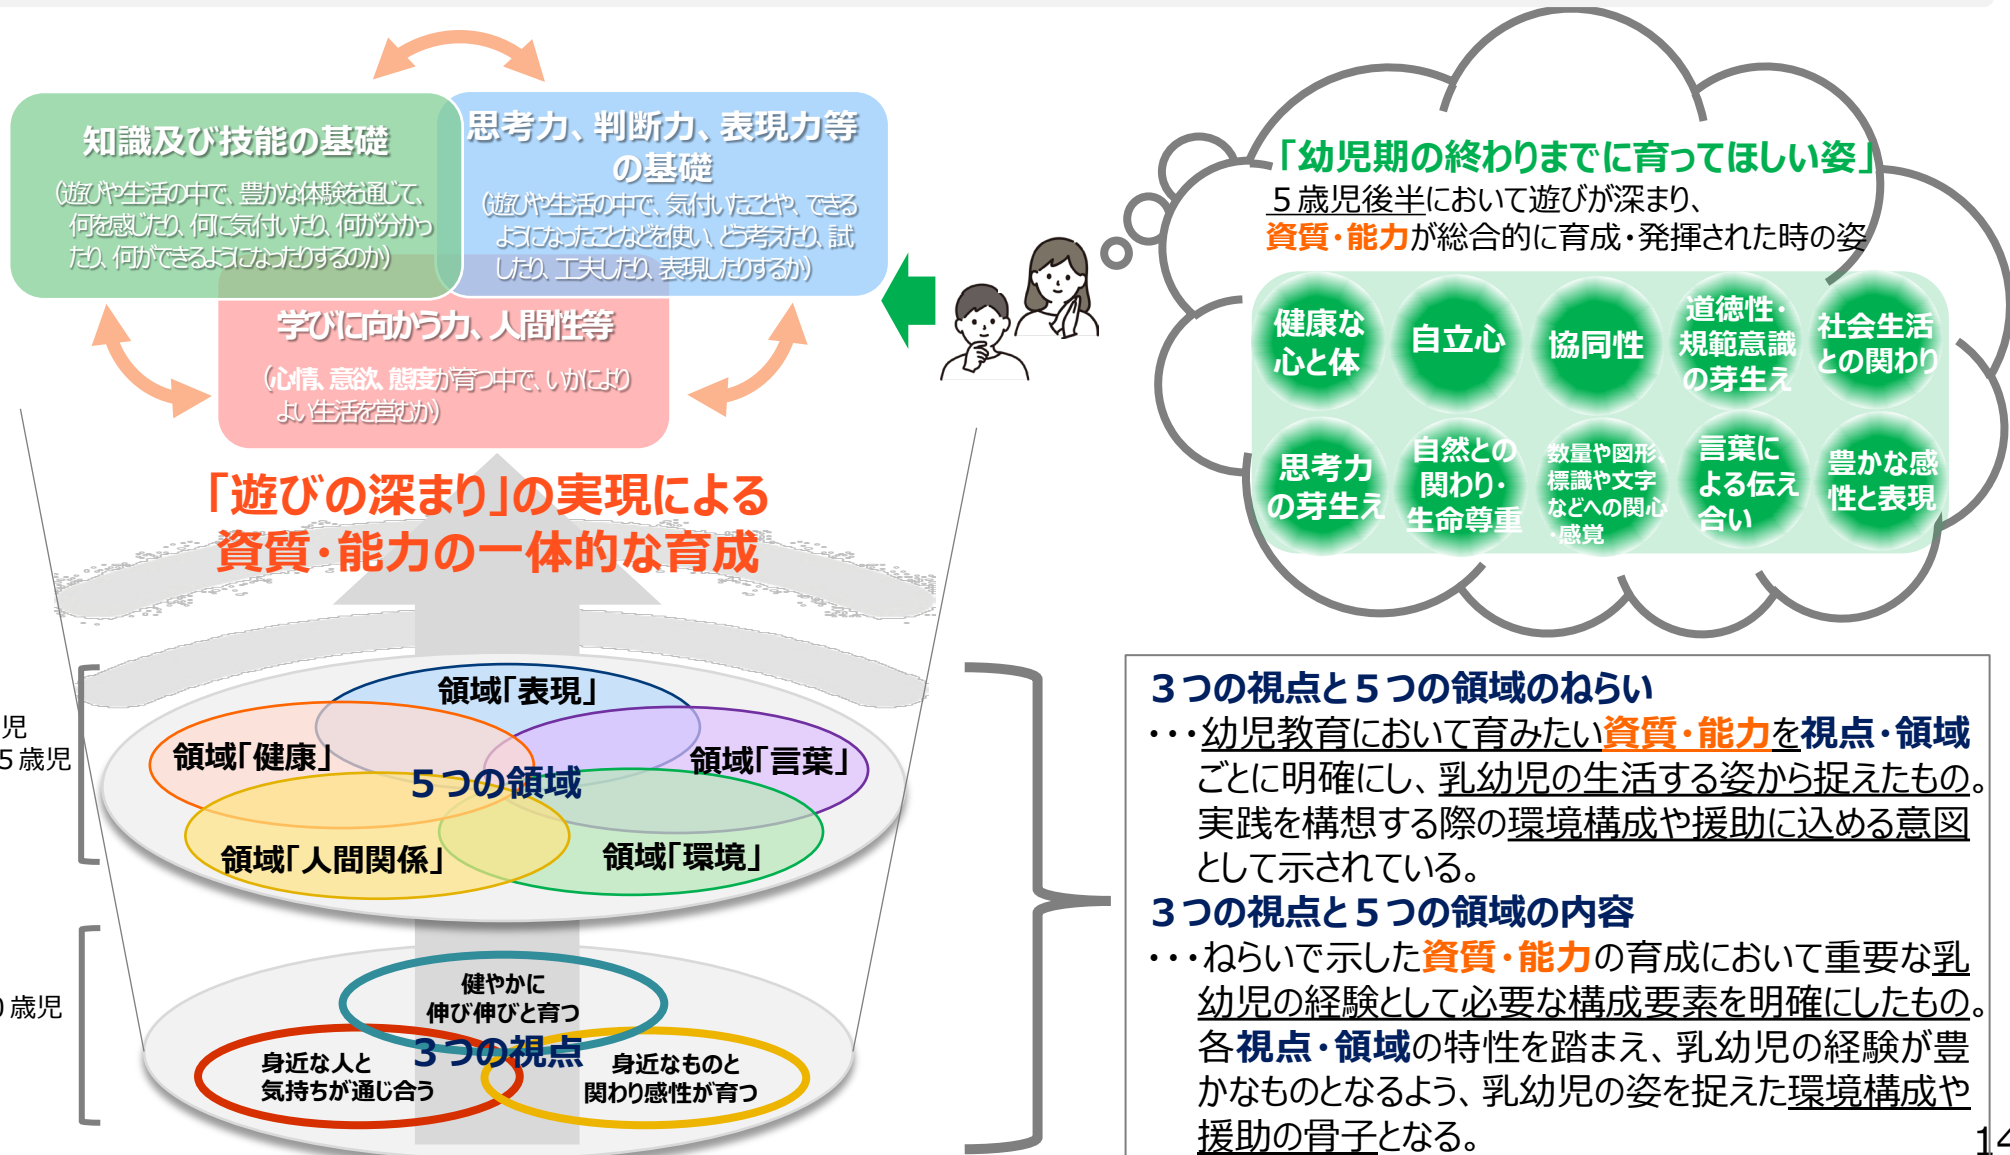 知識及び技能の基礎
(遊びや生活の中で、豊かな体験を通じて、
何を感じたり、何に気付いたり、何が分かっ
たり、何ができるようになったりするのか)
思考力、判断力、表現力等
の基礎
(遊びや生活の中で、気付いたことや、できる
ようになったことなどを使い、どう考えたり、試
したり、工夫したり、表現したりするか)
学びに向かう力、人間性等
(心情、意欲、態度が育つ中で、いかにより
よい生活を営むか)
「遊びの深まり」の実現による
資質・能力の一体的な育成
「幼児期の終わりまでに育ってほしい姿」
５歳児後半において遊びが深まり、
資質・能力が総合的に育成・発揮された時の姿
健康な
心と体
自立心
協同性
道徳性・
規範意識
の芽生え
社会生活
との関わり
思考力
の芽生え
自然との
関わり・
生命尊重
数量や図形、
標識や文字
などへの関心
・感覚
言葉に
よる伝え
合い
豊かな感
性と表現
児
５歳児
領域「表現」
領域「健康」
領域「言葉」
５つの領域
領域「人間関係」
領域「環境」
０歳児
健やかに
伸び伸びと育つ
３つの視点
身近な人と
気持ちが通じ合う
身近なものと
関わり感性が育つ
３つの視点と５つの領域のねらい
・・・幼児教育において育みたい資質・能力を視点・領域
ごとに明確にし、乳幼児の生活する姿から捉えたもの。
実践を構想する際の環境構成や援助に込める意図
として示されている。
３つの視点と５つの領域の内容
・・・ねらいで示した資質・能力の育成において重要な乳
幼児の経験として必要な構成要素を明確にしたもの。
各視点・領域の特性を踏まえ、乳幼児の経験が豊
かなものとなるよう、乳幼児の姿を捉えた環境構成や
援助の骨子となる。
14